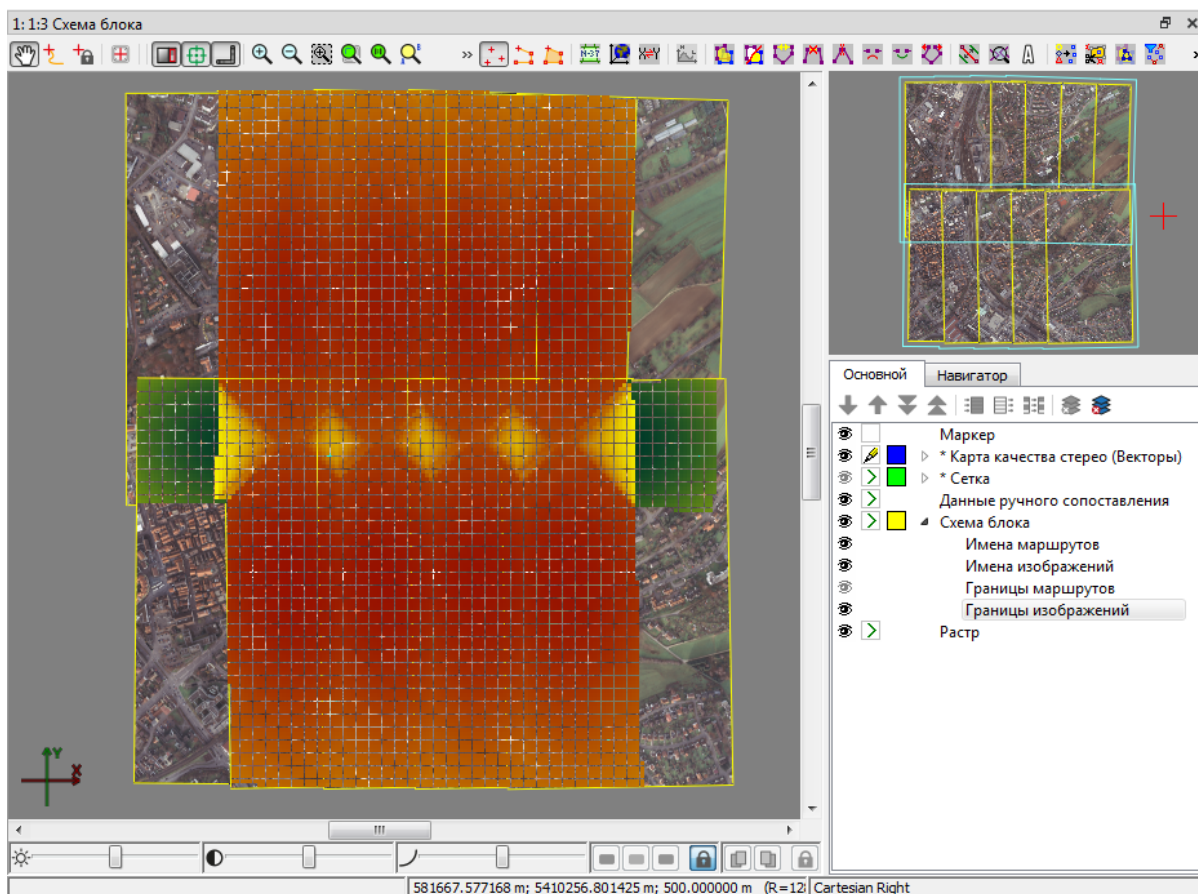 1: 1:3 Схема блока
Основной
Навигатор
Маркер
* Карта качества стерео (Векторы)
* Сетка
Данные ручного сопоставления
Схема блока
Имена маршрутов
Имена изображений
Границы маршрутов
Границы изображений
Растр
Y
X
581667.577168 m; 5410256.801425 m; 500.000000 m (R=12
Cartesian Right